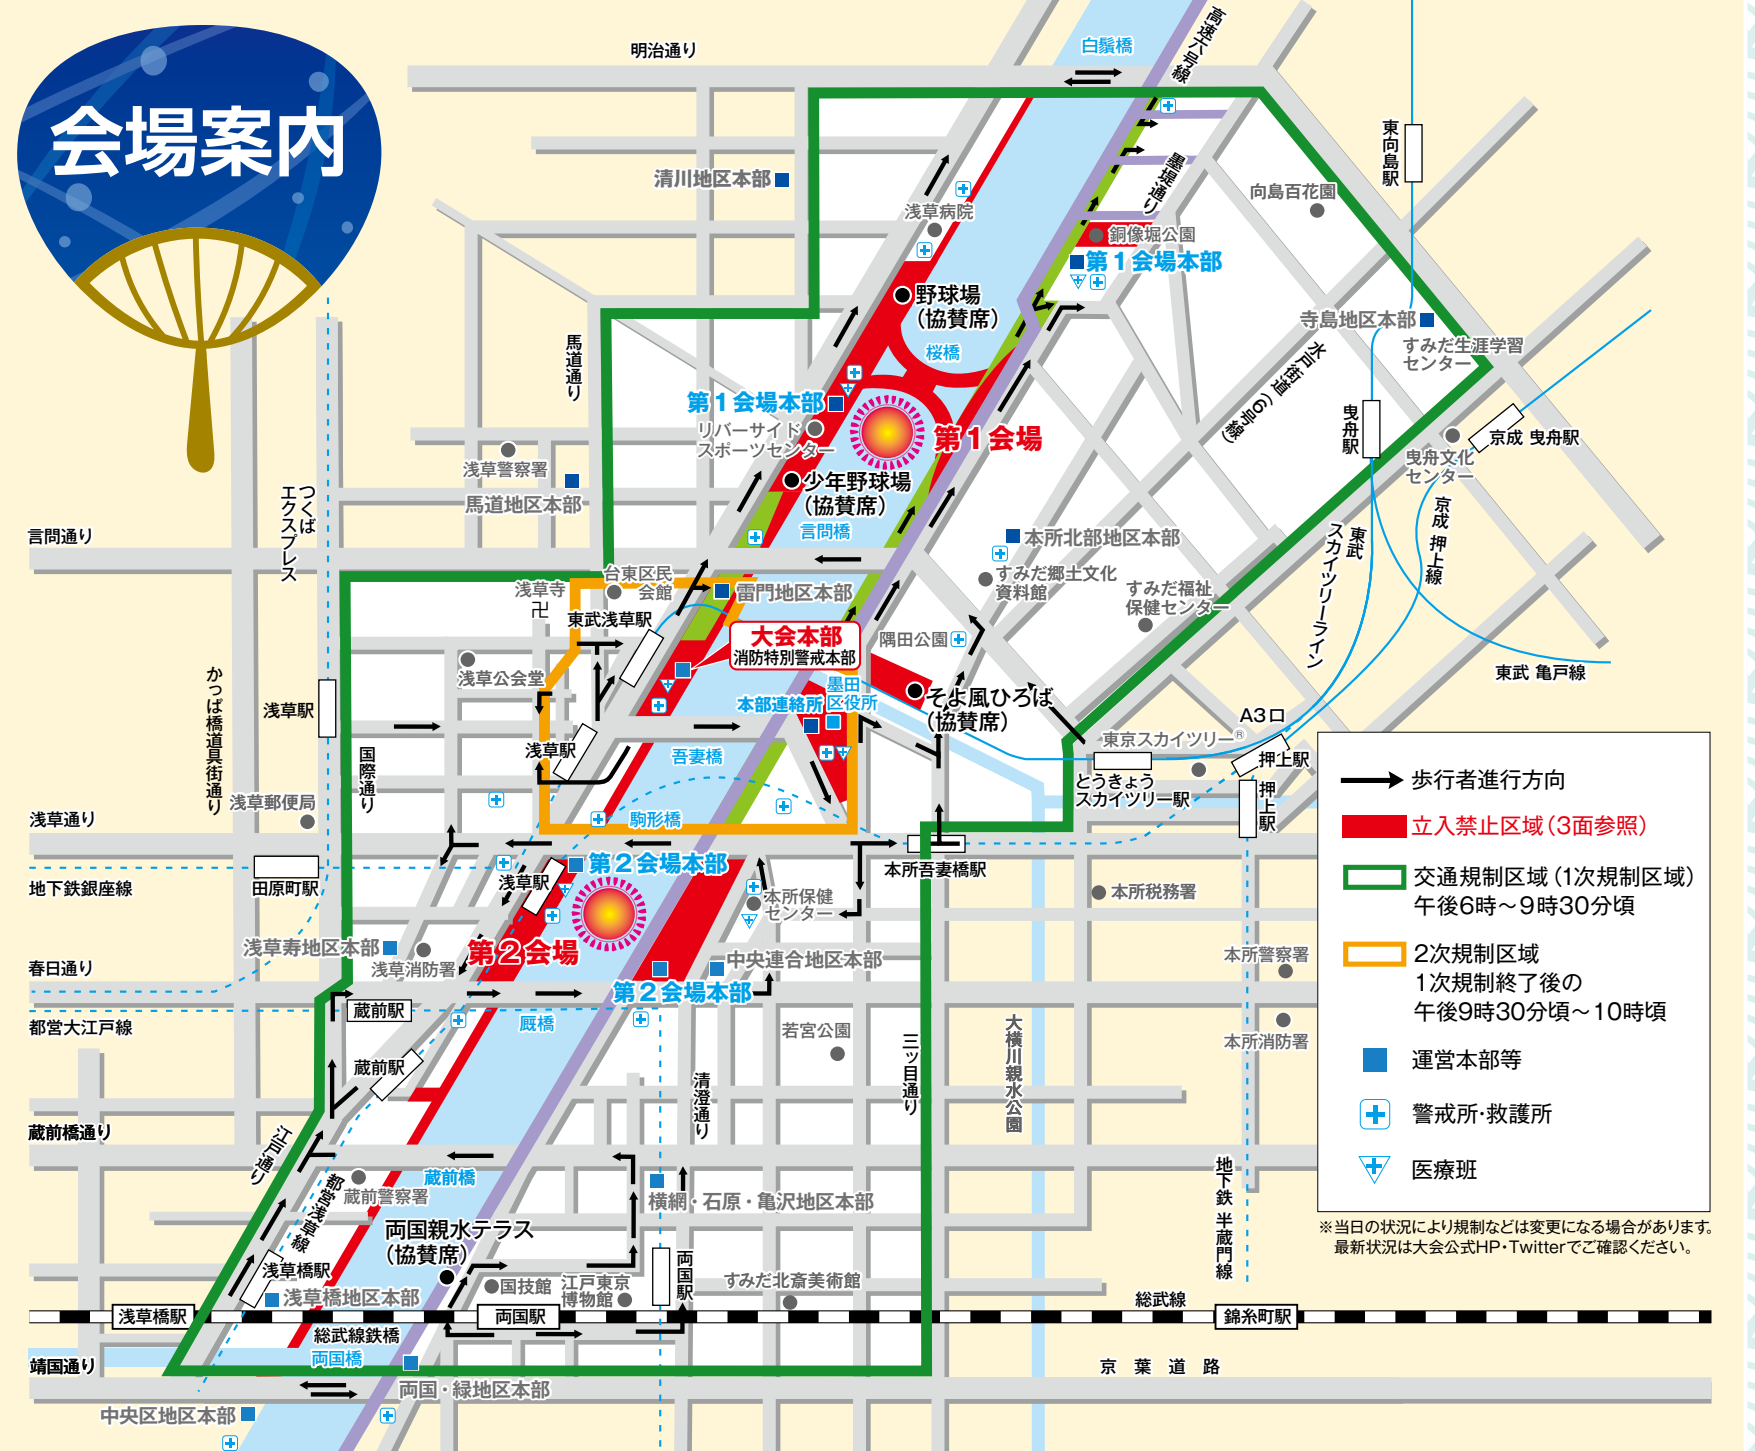 会場案内
明治通り
白鬚橋
高速六号線
東向島駅
清川地区本部
浅草病院
墨堤通り
向島百花園
銅像堀公園
第1会場本部
野球場
(協賛席)
桜橋
寺島地区本部
すみだ生涯学習
センター
水戸街道(6号線)
馬道通り
第1会場本部
リバーサイド
スポーツセンター
第1会場
曳舟駅
京成 曳舟駅
曳舟文化
センター
浅草警察署
馬道地区本部
少年野球場
(協賛席)
言問橋
つくば
エクスプレス
言問通り
本所北部地区本部
京成 押上線
東武
スカイツリーライン
浅草寺
卍
台東区民
会館
雷門地区本部
すみだ郷土文化
資料館
すみだ福祉
保健センター
東武浅草駅
大会本部
消防特別警戒本部
隅田公園
東武 亀戸線
かっぱ橋道具街通り
浅草公会堂
浅草駅
本部連絡所
墨田
区役所
そよ風ひろば
(協賛席)
A3口
東京スカイツリー®
押上駅
国際通り
浅草駅
吾妻橋
とうきょう
スカイツリー駅
押上駅
浅草郵便局
浅草通り
駒形橋
地下鉄銀座線
田原町駅
浅草駅
第2会場本部
本所吾妻橋駅
本所保健
センター
本所税務署
浅草寿地区本部
浅草消防署
第2会場
中央連合地区本部
本所警察署
春日通り
第2会場本部
都営大江戸線
蔵前駅
厩橋
若宮公園
三ッ目通り
大横川親水公園
本所消防署
蔵前駅
清澄通り
蔵前橋通り
江戸通り
都営浅草線
蔵前警察署
蔵前橋
横網・石原・亀沢地区本部
地下鉄 半蔵門線
両国親水テラス
(協賛席)
浅草橋駅
浅草橋地区本部
国技館
江戸東京
博物館
両国駅
すみだ北斎美術館
浅草橋駅
両国駅
総武線
錦糸町駅
総武線鉄橋
靖国通り
両国橋
京葉道路
両国・緑地区本部
中央区地区本部
歩行者進行方向
立入禁止区域(3面参照)
交通規制区域(1次規制区域)
午後6時~9時30分頃
2次規制区域
1次規制終了後の
午後9時30分頃~10時頃
運営本部等
警戒所・救護所
医療班
※当日の状況により規制などは変更になる場合があります。
最新状況は大会公式HP・Twitterでご確認ください。